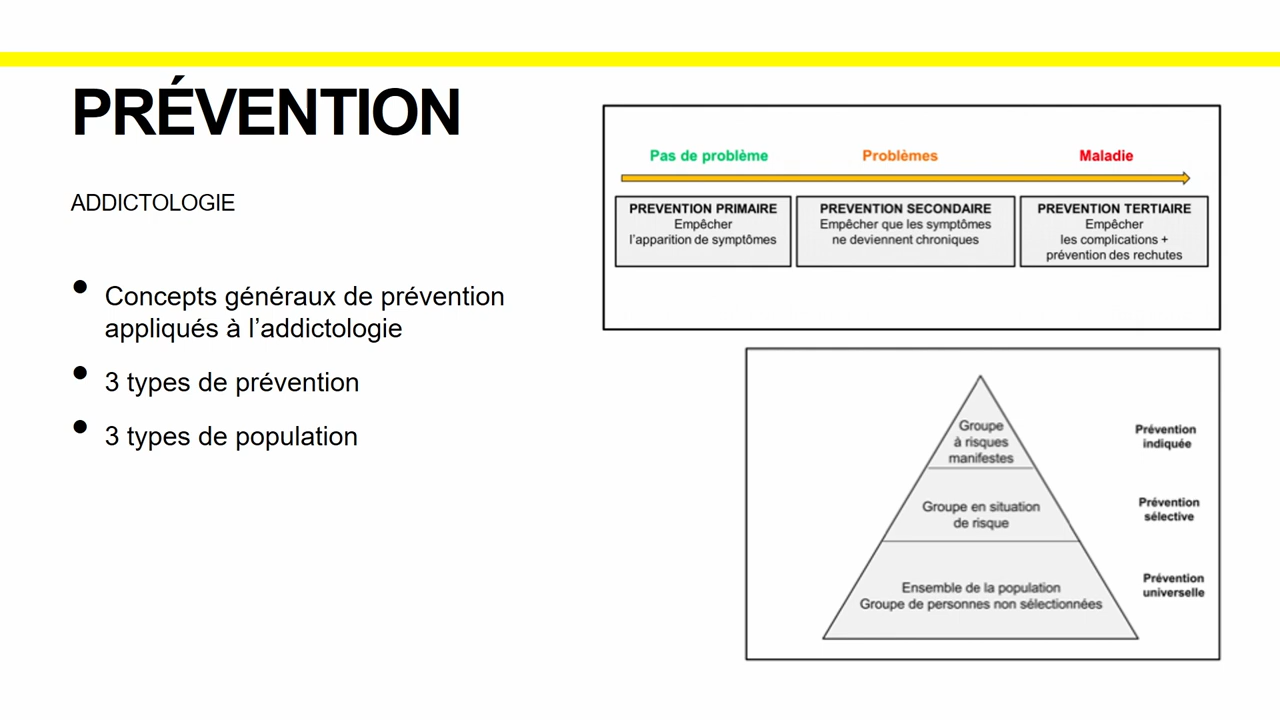 PRÉVENTION
ADDICTOLOGIE
Concepts généraux de prévention
appliqués à l’addictologie
3 types de prévention
3 types de population
Pas de problème
Problèmes
Maladie
PREVENTION PRIMAIRE
Empêcher
l’apparition de symptômes
PREVENTION SECONDAIRE
Empêcher que les symptômes
ne deviennent chroniques
PREVENTION TERTIAIRE
Empêcher
les complications +
prévention des rechutes
Groupe
à risques
manifestes
Prévention
indiquée
Groupe en situation
de risque
Prévention
sélective
Ensemble de la population
Groupe de personnes non sélectionnées
Prévention
universelle